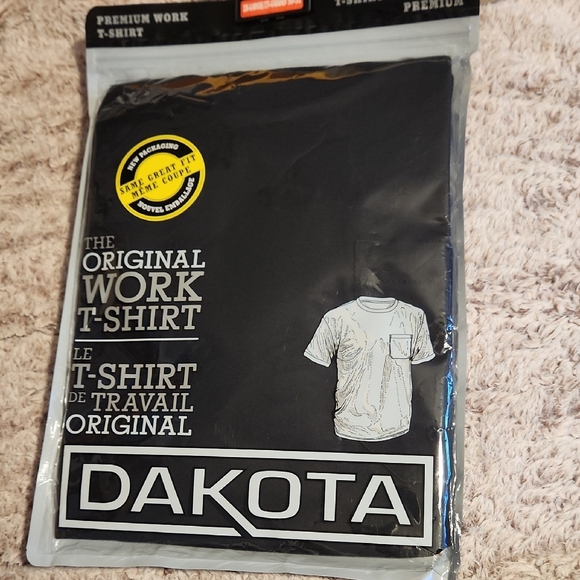 PREMIUM WORK
T-SHIRT
T-SHIRT
PREMIUM
NEW PACKAGING
SAME GREAT FIT
MÊME COUPE
NOUVEL EMBALLAGE
THE
ORIGINAL
WORK
T-SHIRT
LE
T-SHIRT
DE TRAVAIL
ORIGINAL
DAKOTA